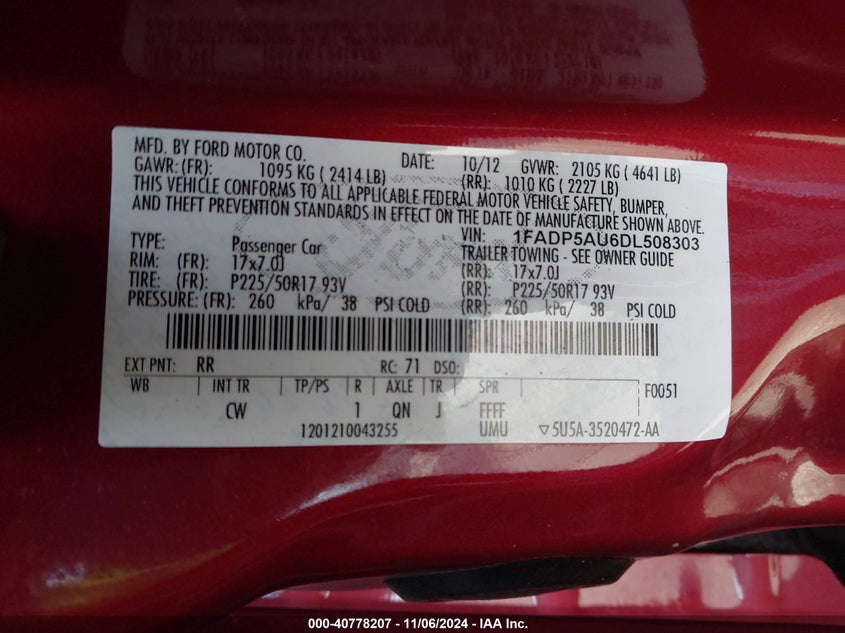 MFD. BY FORD MOTOR CO.
DATE: 10/12 GVWR: 2105 KG ( 4641 LB)
GAWR: (FR): 1095 KG ( 2414 LB) (RR): 1010 KG ( 2227 LB)
THIS VEHICLE CONFORMS TO ALL APPLICABLE FEDERAL MOTOR VEHICLE SAFETY, BUMPER,
AND THEFT PREVENTION STANDARDS IN EFFECT ON THE DATE OF MANUFACTURE SHOWN ABOVE.
VIN: 1FADP5AU6DL508303
TYPE: Passenger Car TRAILER TOWING - SEE OWNER GUIDE
RIM: (FR): 17x7.0J (RR): 17x7.0J
TIRE: (FR): P225/50R17 93V (RR): P225/50R17 93V
PRESSURE: (FR): 260 kPa/ 38 PSI COLD (RR): 260 kPa/ 38 PSI COLD
EXT PNT: RR RC: 71 DSO:
WB INT TR TP/PS R AXLE TR SPR F0051
CW 1 QN J FFFF
1201210043255 UMU ▽5U5A-3520472-AA
000-40778207 - 11/06/2024 - IAA Inc.